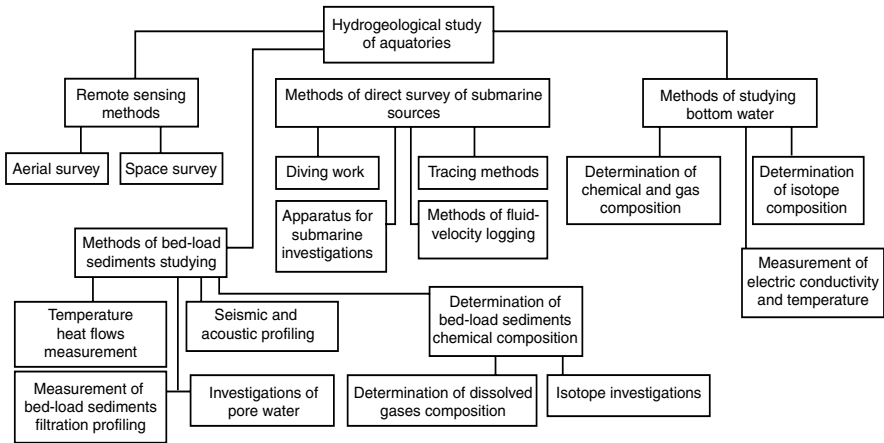 Hydrogeological study
of aquatories
Remote sensing
methods
Aerial survey
Space survey
Methods of direct survey of submarine
sources
Diving work
Tracing methods
Apparatus for
submarine
investigations
Methods of fluid-
velocity logging
Methods of studying
bottom water
Determination of
chemical and gas
composition
Determination
of isotope
composition
Measurement of
electric conductivity
and temperature
Methods of bed-load
sediments studying
Temperature
heat flows
measurement
Seismic and
acoustic profiling
Measurement of
bed-load sediments
filtration profiling
Investigations of
pore water
Determination of
bed-load sediments
chemical composition
Determination of dissolved
gases composition
Isotope investigations